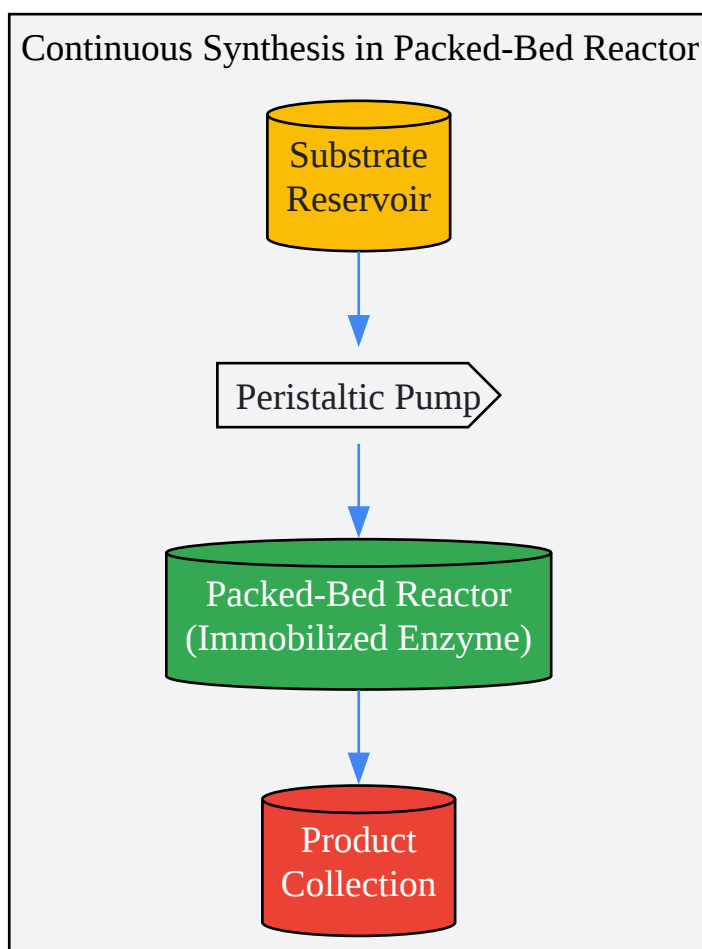 Continuous Synthesis in Packed-Bed Reactor
Substrate
Reservoir
Peristaltic Pump
Packed-Bed Reactor
(Immobilized Enzyme)
Product
Collection